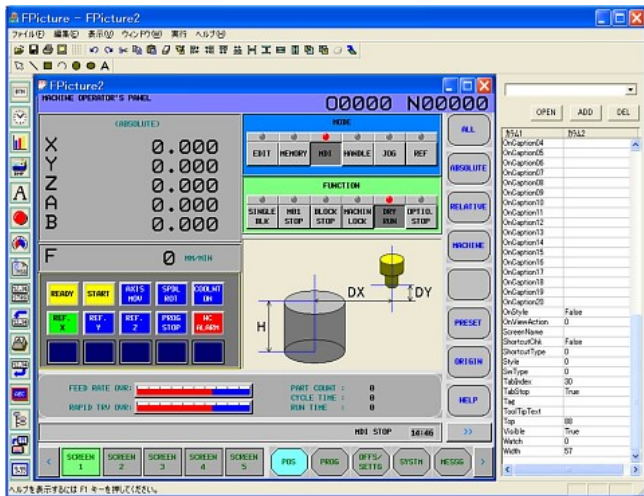 FPicture - FPicture2
ファイル(F) 編集(E) 表示(V) ウィンドウ(W) 実行 ヘルプ(H)
FPicture2
MACHINE OPERATOR'S PANEL
O0000 N00000
(ABSOLUTE)
X 0.000
Y 0.000
Z 0.000
A 0.000
B 0.000
F 0 MM/MIN
MODE
EDIT MEMORY MDI HANDLE JOG REF
FUNCTION
SINGLE BLK MB1 STOP BLOCK STOP MACHIN LOCK DRY RUN OPTIO. STOP
READY START AXIS MOV SPDL ROT COOLNT ON
REF. X REF. Y REF. Z PROG STOP NC ALARM
DX DY
H
FEED RATE OVR:
RAPID TRV OVR:
PART COUNT : 0
CYCLE TIME : 0
RUN TIME : 0
MDI STOP 14:46
ALL
ABSOLUTE
RELATIVE
MACHINE
PRESET
ORIGIN
HELP
>>
< SCREEN 1 SCREEN 2 SCREEN 3 SCREEN 4 SCREEN 5 POS PROG OFFS/ SETTG SYSTM MESSG >
OPEN ADD DEL
カラム1 カラム2
OnCaption04
OnCaption05
OnCaption06
OnCaption07
OnCaption08
OnCaption09
OnCaption10
OnCaption11
OnCaption12
OnCaption13
OnCaption14
OnCaption15
OnCaption16
OnCaption17
OnCaption18
OnCaption19
OnCaption20
OnStyle False
OnViewAction 0
ScreenName
ShortcutChk False
ShortcutType 0
Style 0
SwType 0
TabIndex 30
TabStop True
Tag
ToolTipText
Top 88
Visible True
Watch 0
Width 57
ヘルプを表示するには F1 キーを押してください。